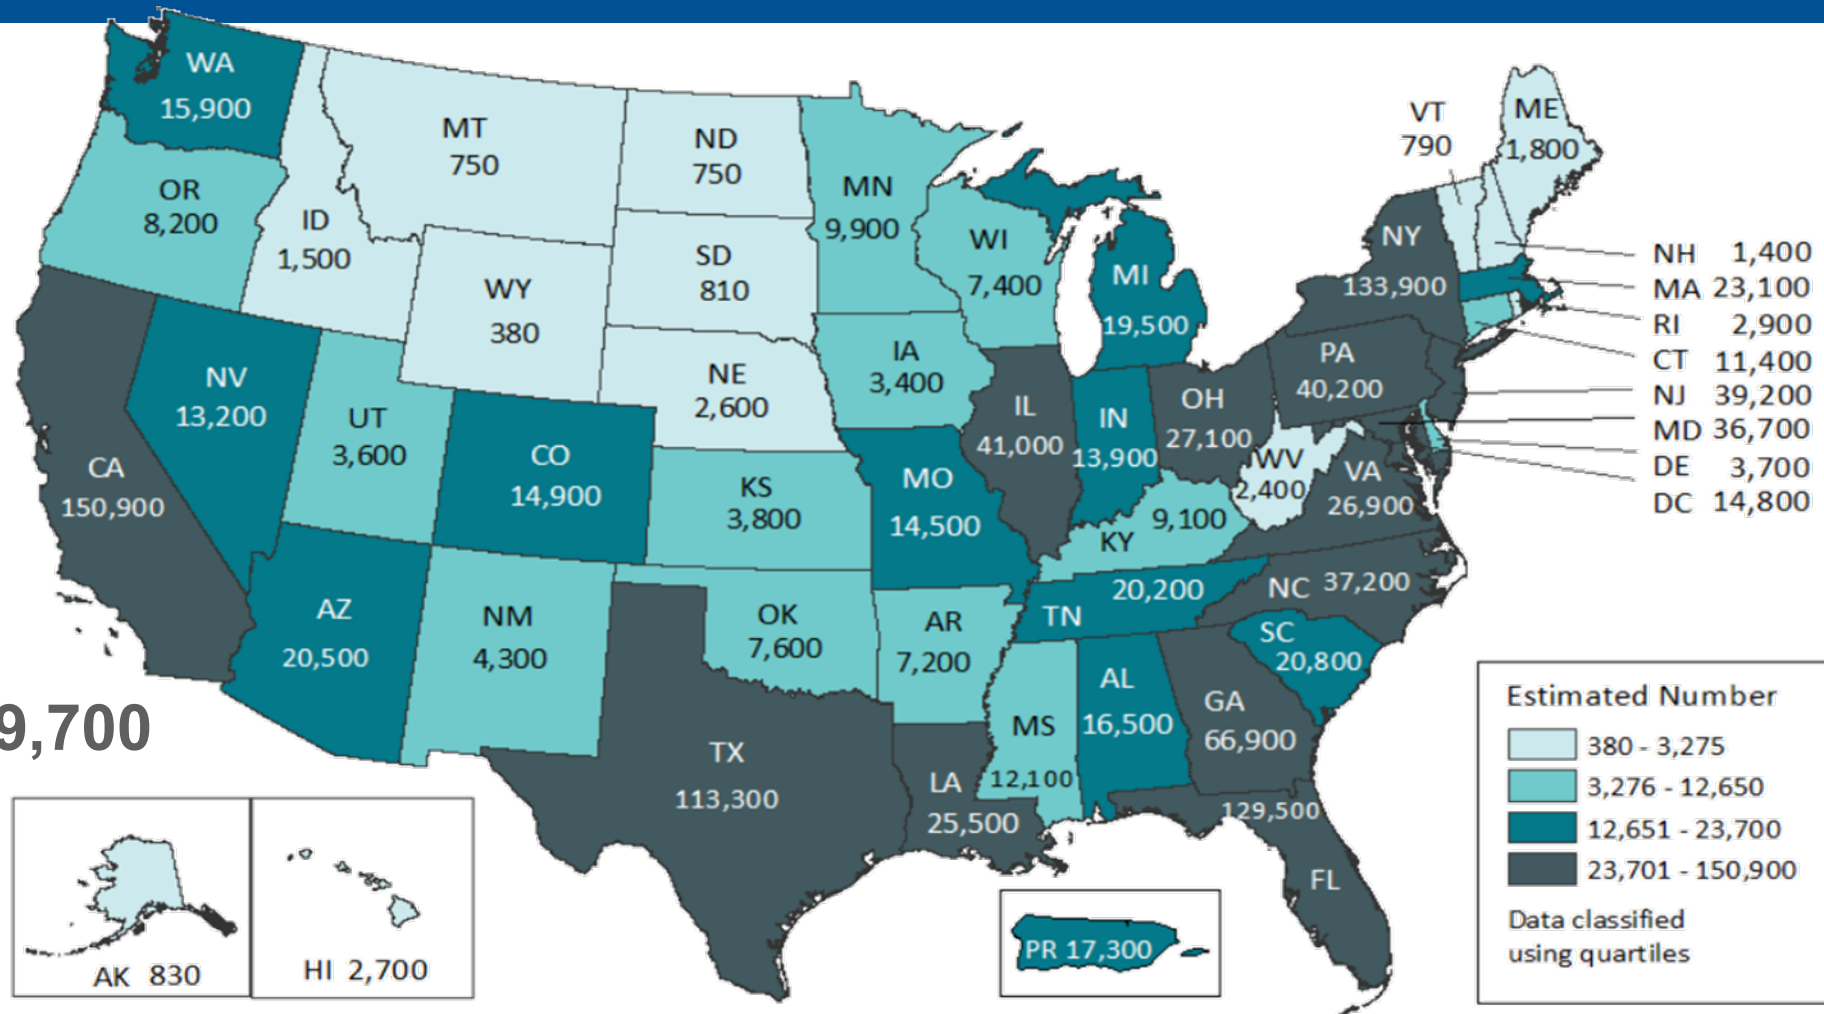 WA
15,900
OR
8,200
ID
1,500
MT
750
ND
750
SD
810
WY
380
NE
2,600
MN
9,900
WI
7,400
IA
3,400
MI
19,500
VT
790
ME
1,800
NY
133,900
NH 1,400
MA 23,100
RI 2,900
CT 11,400
NJ 39,200
MD 36,700
DE 3,700
DC 14,800
CA
150,900
NV
13,200
UT
3,600
CO
14,900
KS
3,800
MO
14,500
IL
41,000
IN
13,900
OH
27,100
PA
40,200
WV
2,400
VA
26,900
KY 9,100
AZ
20,500
NM
4,300
OK
7,600
AR
7,200
TN 20,200
NC 37,200
SC
20,800
TX
113,300
LA
25,500
MS
12,100
AL
16,500
GA
66,900
129,500
FL
9,700
AK 830
HI 2,700
PR 17,300
Estimated Number
380 - 3,275
3,276 - 12,650
12,651 - 23,700
23,701 - 150,900
Data classified
using quartiles